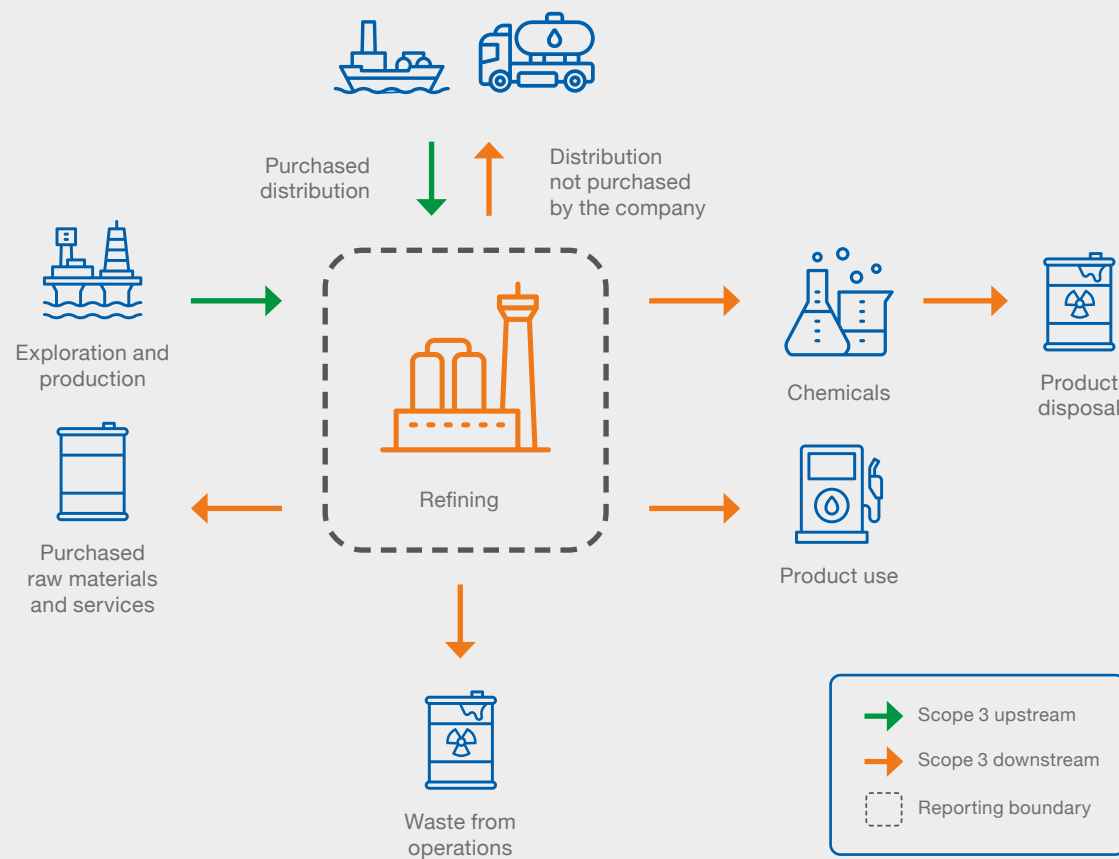 Purchased
distribution
Distribution
not purchased
by the company
Exploration and
production
Refining
Chemicals
Product
disposal
Purchased
raw materials
and services
Product use
Waste from
operations
Scope 3 upstream
Scope 3 downstream
Reporting boundary